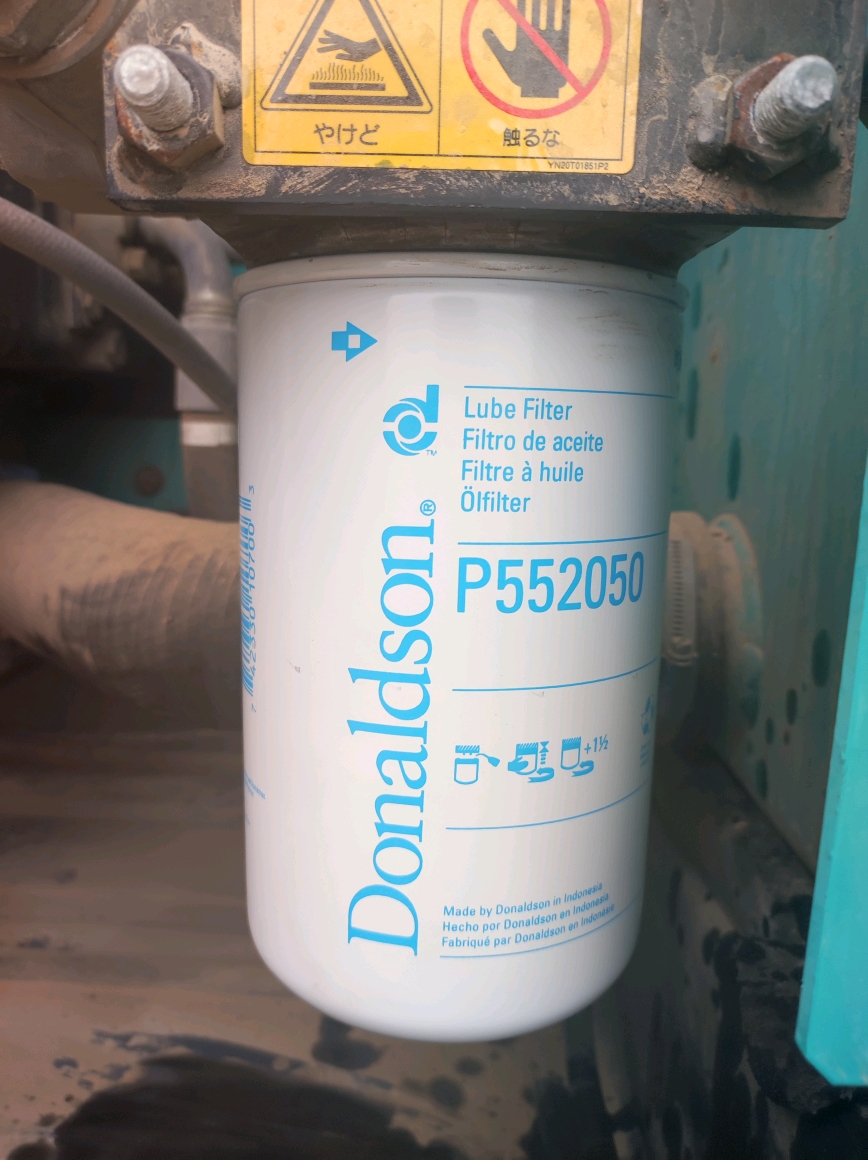 やけど
触るな
YN20T01851P2
Lube Filter
Filtro de aceite
Filtre à huile
Ölfilter
Donaldson®
TM
P552050
+1½
Made by Donaldson in Indonesia
Hecho por Donaldson en Indonesia
Fabriqué par Donaldson en Indonésie